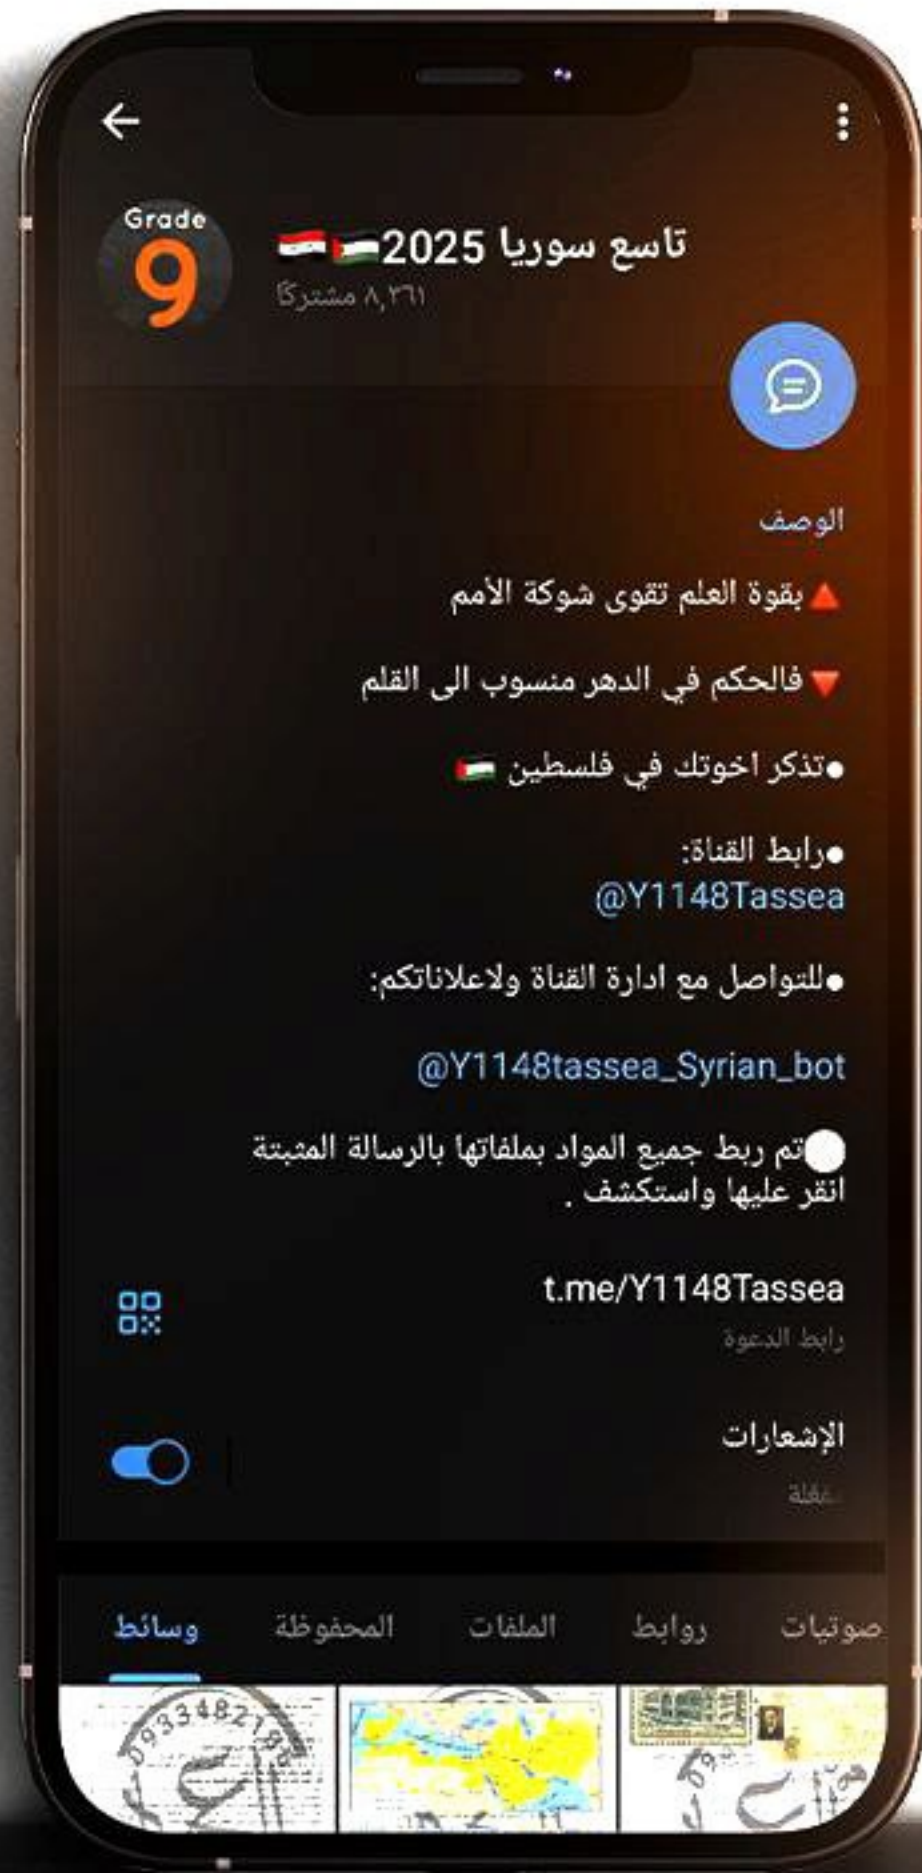 Grade
9
تاسع سوريا 2025🇵🇸🇸🇾
٨,٣٦١ مشتركًا
الوصف
🔺بقوة العلم تقوى شوكة الأمم
🔻فالحكم في الدهر منسوب الى القلم
●تذكر اخوتك في فلسطين 🇵🇸
●رابط القناة:
@Y1148Tassea
●للتواصل مع ادارة القناة ولاعلاناتكم:
@Y1148tassea_Syrian_bot
⚪تم ربط جميع المواد بملفاتها بالرسالة المثبتة
انقر عليها واستكشف .
t.me/Y1148Tassea
رابط الدعوة
الإشعارات
مفعّلة
صوتيات
روابط
الملفات
المحفوظة
وسائط